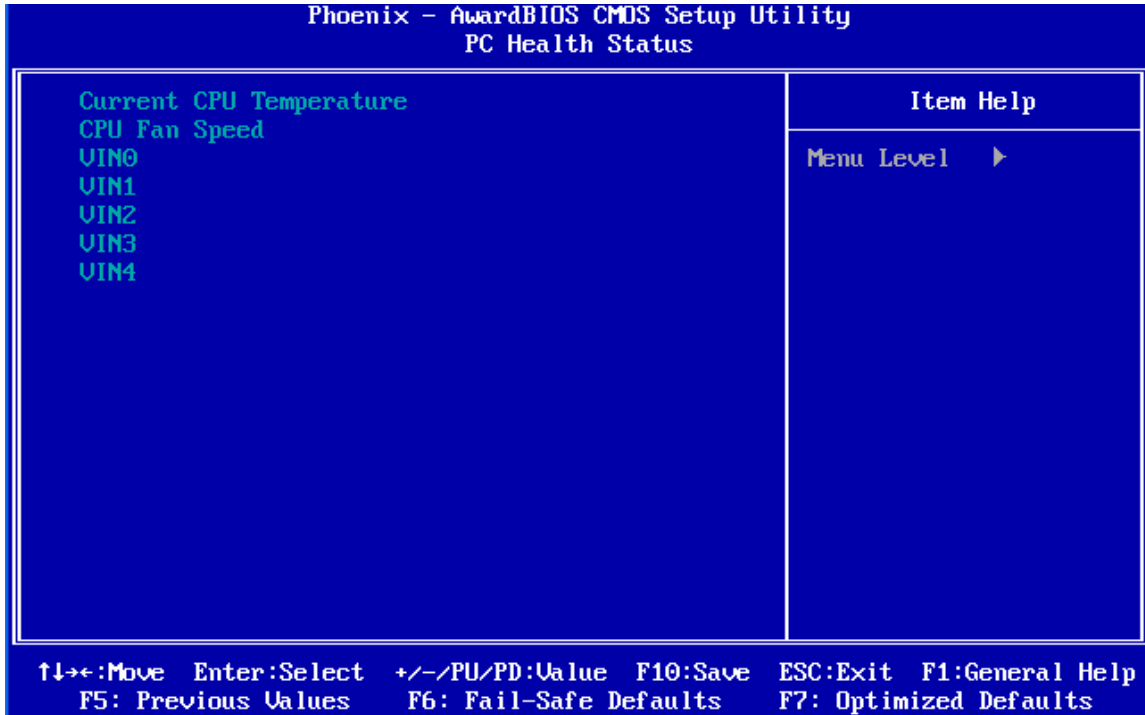 Phoenix - AwardBIOS CMOS Setup Utility
PC Health Status
Current CPU Temperature
CPU Fan Speed
VIN0
VIN1
VIN2
VIN3
VIN4
Item Help
Menu Level ▶
↑↓→←:Move Enter:Select +/-/PU/PD:Value F10:Save ESC:Exit F1:General Help
F5: Previous Values F6: Fail-Safe Defaults F7: Optimized Defaults